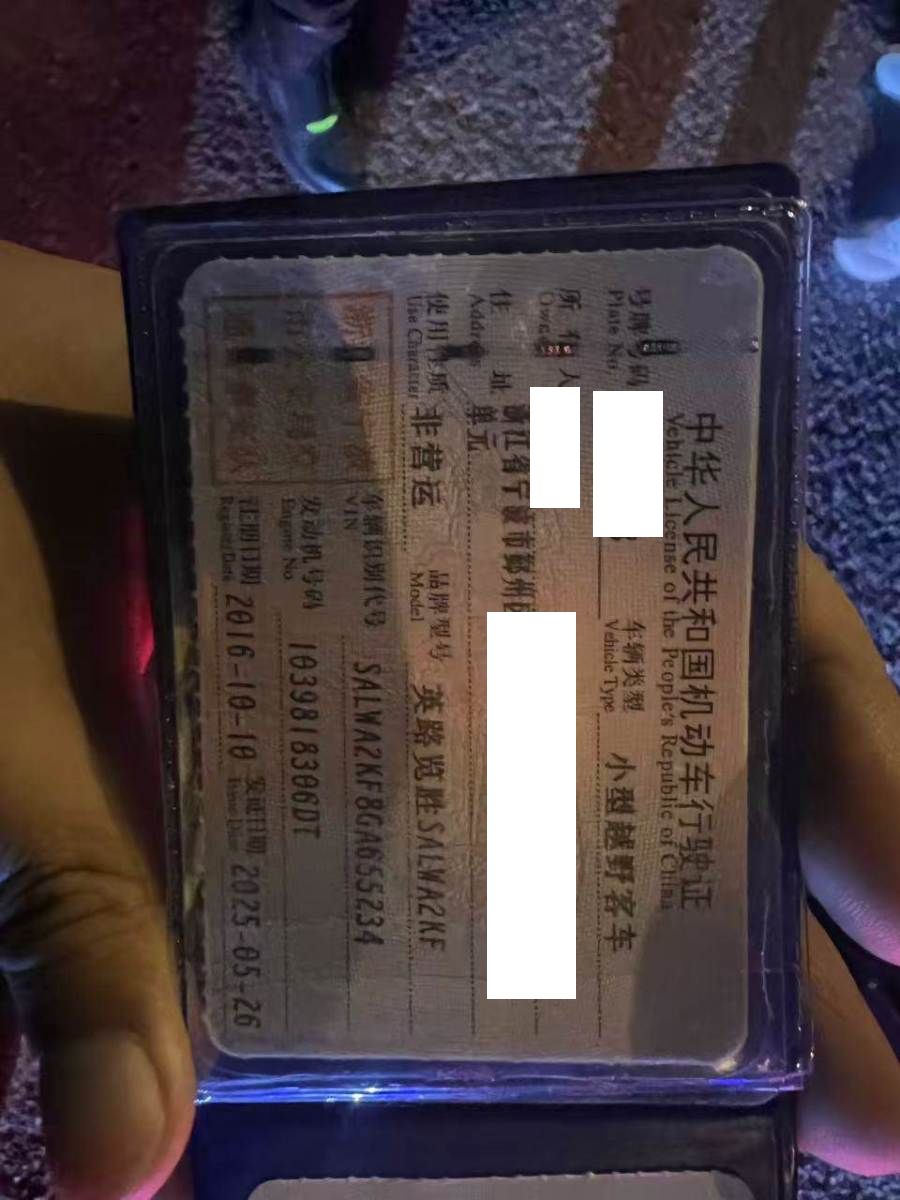 中华人民共和国机动车行驶证
Vehicle License of the People's Republic of China
号牌号码
Plate No.
车辆类型 小型越野客车
Vehicle Type
所有人
Owner
住址 浙江省宁波市鄞州区
Address 单元
使用性质 非营运
Use Character
品牌型号 英路览胜SALWA2KF
Model
车辆识别代号 SALWA2KF8GA655234
VIN
发动机号码 1039818306DT
Engine No
注册日期 2016-10-10
Register Date
发证日期 2025-05-26
Issue Date